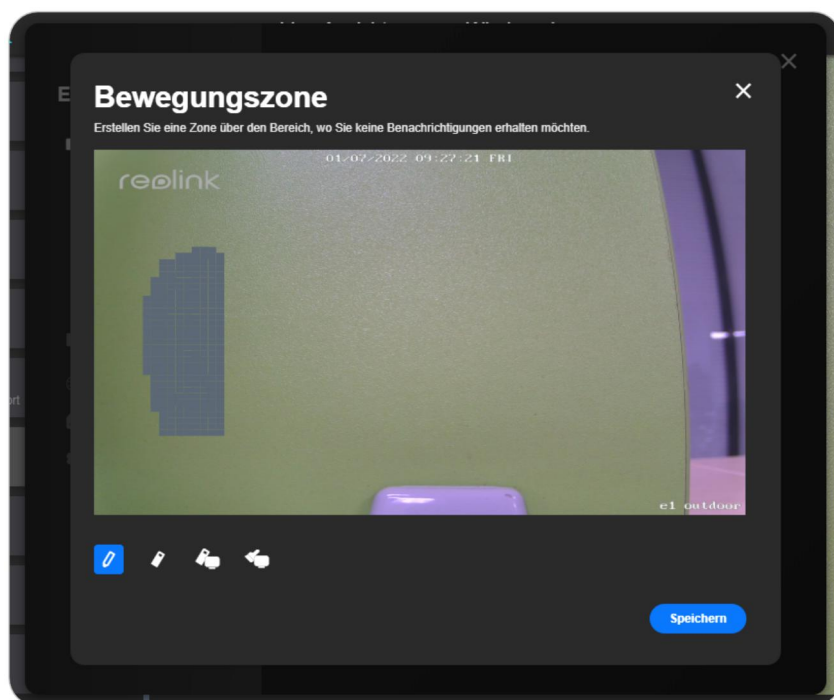 Bewegungszone
Erstellen Sie eine Zone über den Bereich, wo Sie keine Benachrichtigungen erhalten möchten.
01/07/2022 09:27:21 FRI
reolink
e1 outdoor
Speichern